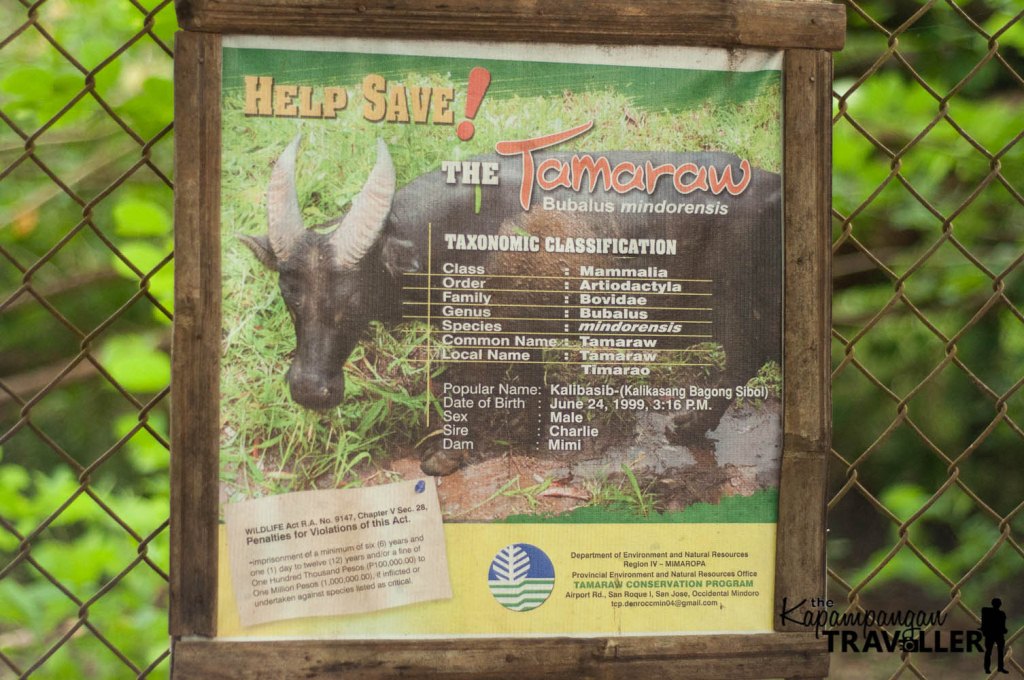 HELP SAVE!
THE Tamaraw
Bubalus mindorensis
TAXONOMIC CLASSIFICATION
Class : Mammalia
Order : Artiodactyla
Family : Bovidae
Genus : Bubalus
Species : mindorensis
Common Name : Tamaraw
Local Name : Tamaraw
Timarao
Popular Name: Kalibasib-(Kalikasang Bagong Sibol)
Date of Birth : June 24, 1999, 3:16 P.M.
Sex : Male
Sire : Charlie
Dam : Mimi
WILDLIFE Act R.A. No. 9147, Chapter V Sec. 28,
Penalties for Violations of this Act.
-imprisonment of a minimum of six (6) years and
one (1) day to twelve (12) years and/or a fine of
One Hundred Thousand Pesos (P100,000.00) to
One Million Pesos (1,000,000.00), if inflicted or
undertaken against species listed as critical.
Department of Environment and Natural Resources
Region IV – MIMAROPA
Provincial Environment and Natural Resources Office
TAMARAW CONSERVATION PROGRAM
Airport Rd., San Roque I, San Jose, Occidental Mindoro
tcp.denroccmin04@gmail.com
the
Kapampangan
TRAVELLER